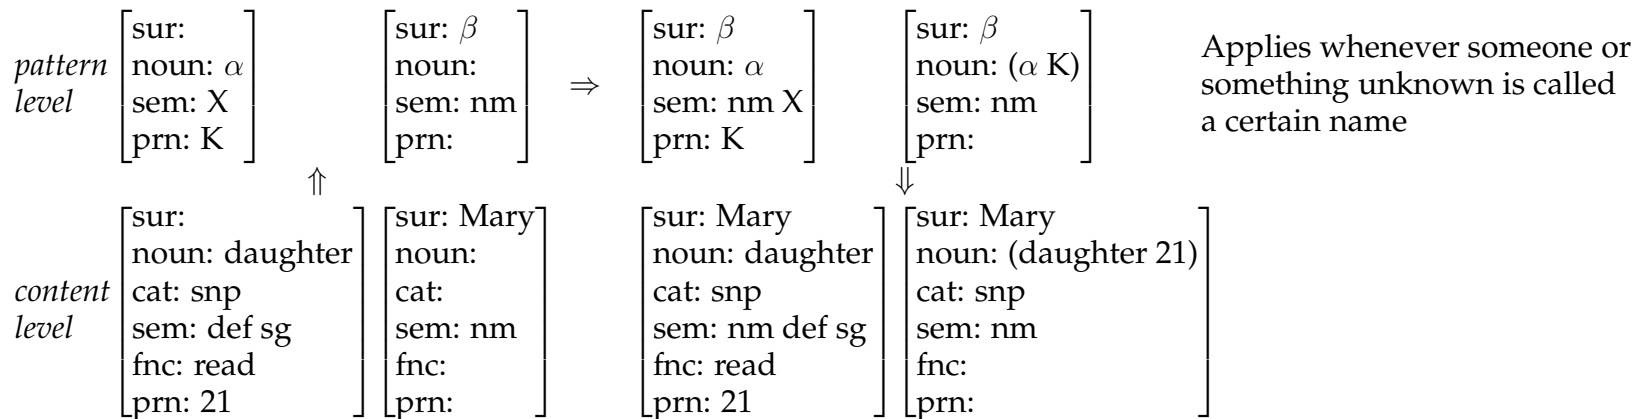 sur: sur: β sur: β sur: β
pattern noun: α noun: ⇒ noun: α noun: (α K) Applies whenever someone or
level sem: X sem: nm sem: nm X sem: nm something unknown is called
prn: K prn: prn: K prn: a certain name
⇑ ⇓
sur: sur: Mary sur: Mary sur: Mary
noun: daughter noun: noun: daughter noun: (daughter 21)
content cat: snp cat: cat: snp cat: snp
level sem: def sg sem: nm sem: nm def sg sem: nm
fnc: read fnc: fnc: read fnc:
prn: 21 prn: prn: 21 prn: